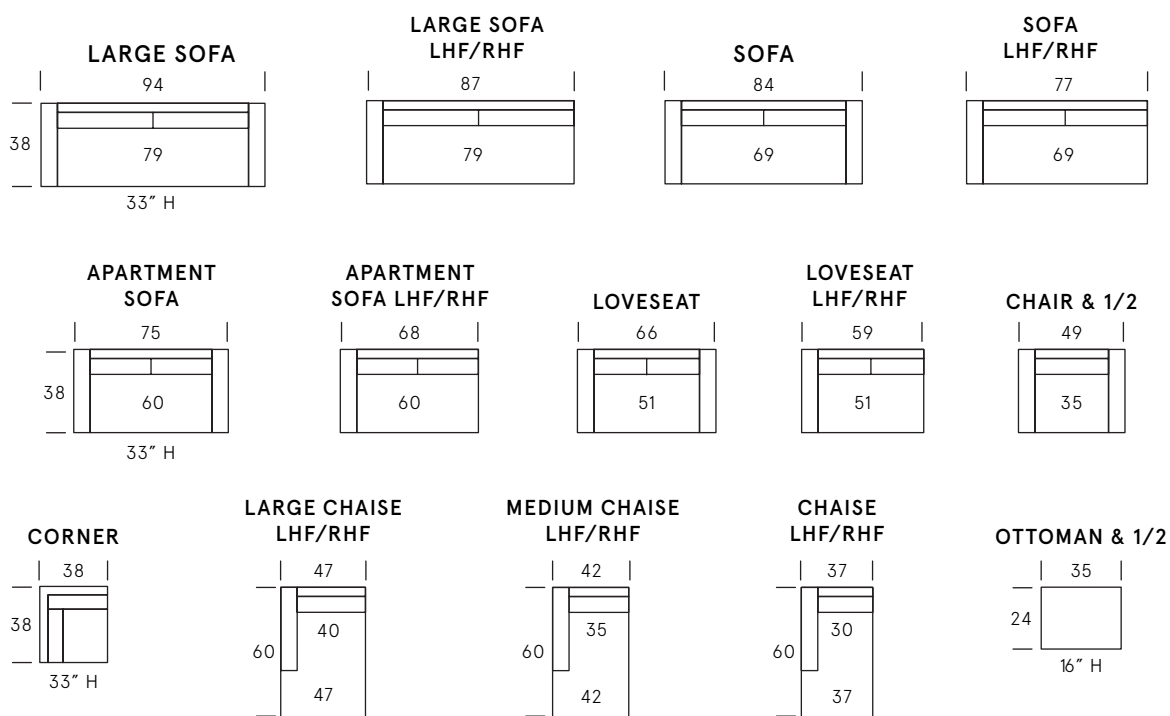 LARGE SOFA
94
38
79
33″ H
LARGE SOFA
LHF/RHF
87
79
SOFA
84
69
SOFA
LHF/RHF
77
69
APARTMENT
SOFA
75
38
60
33″ H
APARTMENT
SOFA LHF/RHF
68
60
LOVESEAT
66
51
LOVESEAT
LHF/RHF
59
51
CHAIR & 1/2
49
35
CORNER
38
38
33″ H
LARGE CHAISE
LHF/RHF
47
40
60
47
MEDIUM CHAISE
LHF/RHF
42
35
60
42
CHAISE
LHF/RHF
37
30
60
37
OTTOMAN & 1/2
35
24
16″ H